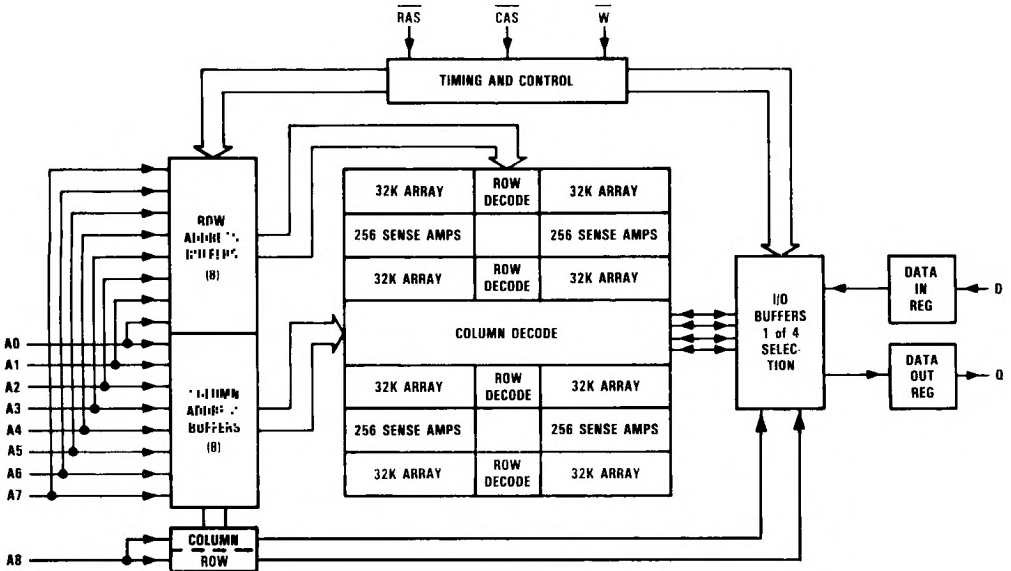 RAS CAS W
TIMING AND CONTROL
ROW
BUFFERS
(8)
32K ARRAY ROW DECODE 32K ARRAY
256 SENSE AMPS 256 SENSE AMPS
32K ARRAY ROW DECODE 32K ARRAY
COLUMN DECODE
32K ARRAY ROW DECODE 32K ARRAY
256 SENSE AMPS 256 SENSE AMPS
32K ARRAY ROW DECODE 32K ARRAY
I/O
BUFFERS
1 of 4
SELEC-
TION
DATA
IN
REG
D
DATA
OUT
REG
Q
A0
A1
A2
A3
A4
A5
A6
A7
BUFFERS
(8)
COLUMN
ROW
A8